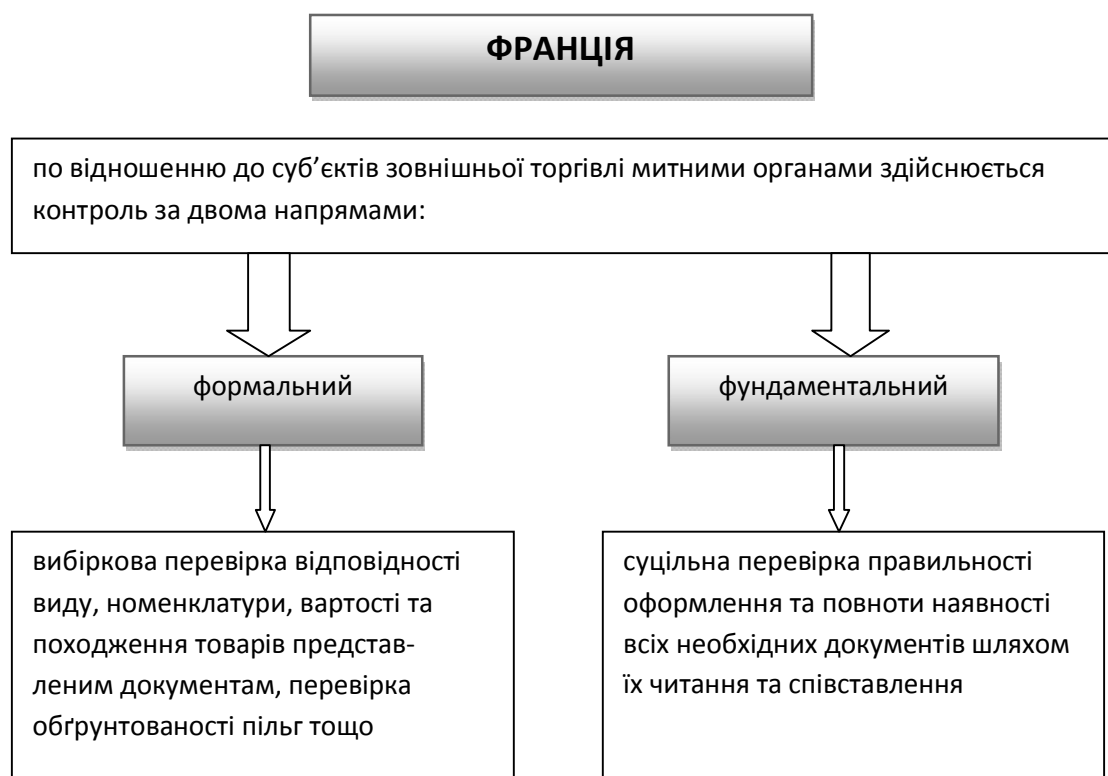 ФРАНЦІЯ
по відношенню до суб’єктів зовнішньої торгівлі митними органами здійснюється
контроль за двома напрямами:
формальний
фундаментальний
вибіркова перевірка відповідності
виду, номенклатури, вартості та
походження товарів представ-
леним документам, перевірка
обґрунтованості пільг тощо
суцільна перевірка правильності
оформлення та повноти наявності
всіх необхідних документів шляхом
їх читання та співставлення